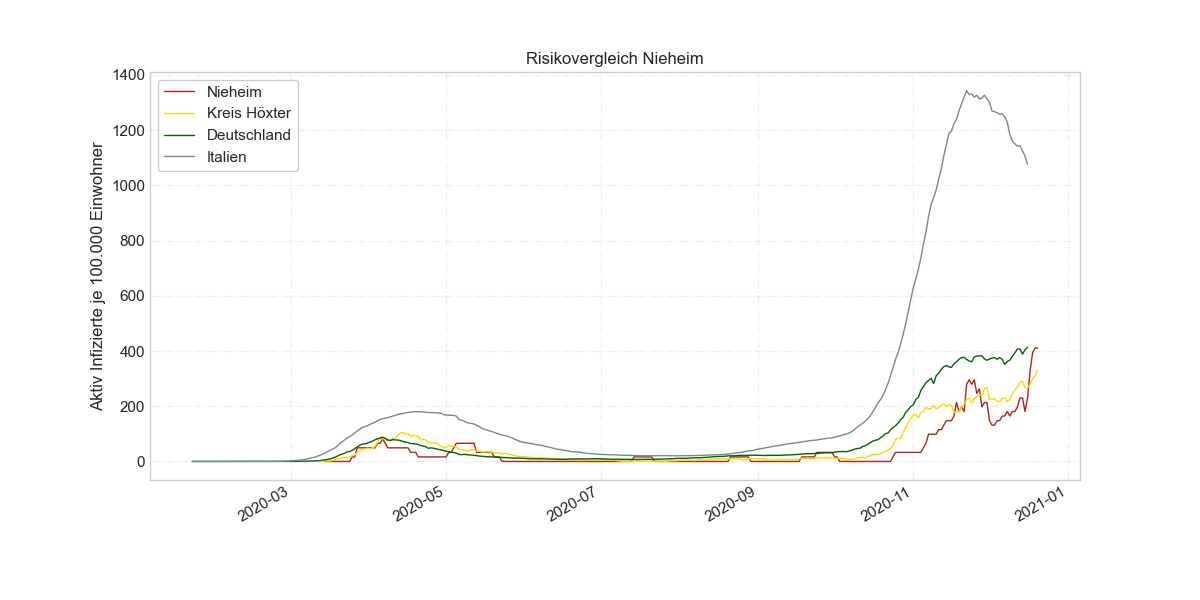 Risikovergleich Nieheim
Aktiv Infizierte je 100.000 Einwohner
1400
1200
1000
800
600
400
200
0
Nieheim
Kreis Höxter
Deutschland
Italien
2020-03
2020-05
2020-07
2020-09
2020-11
2021-01